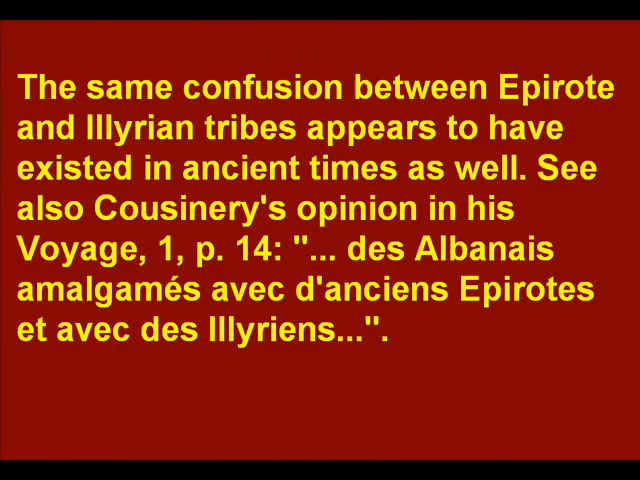 The same confusion between Epirote
and Illyrian tribes appears to have
existed in ancient times as well. See
also Cousinery's opinion in his
Voyage, 1, p. 14: "... des Albanais
amalgamés avec d'anciens Epirotes
et avec des Illyriens...".